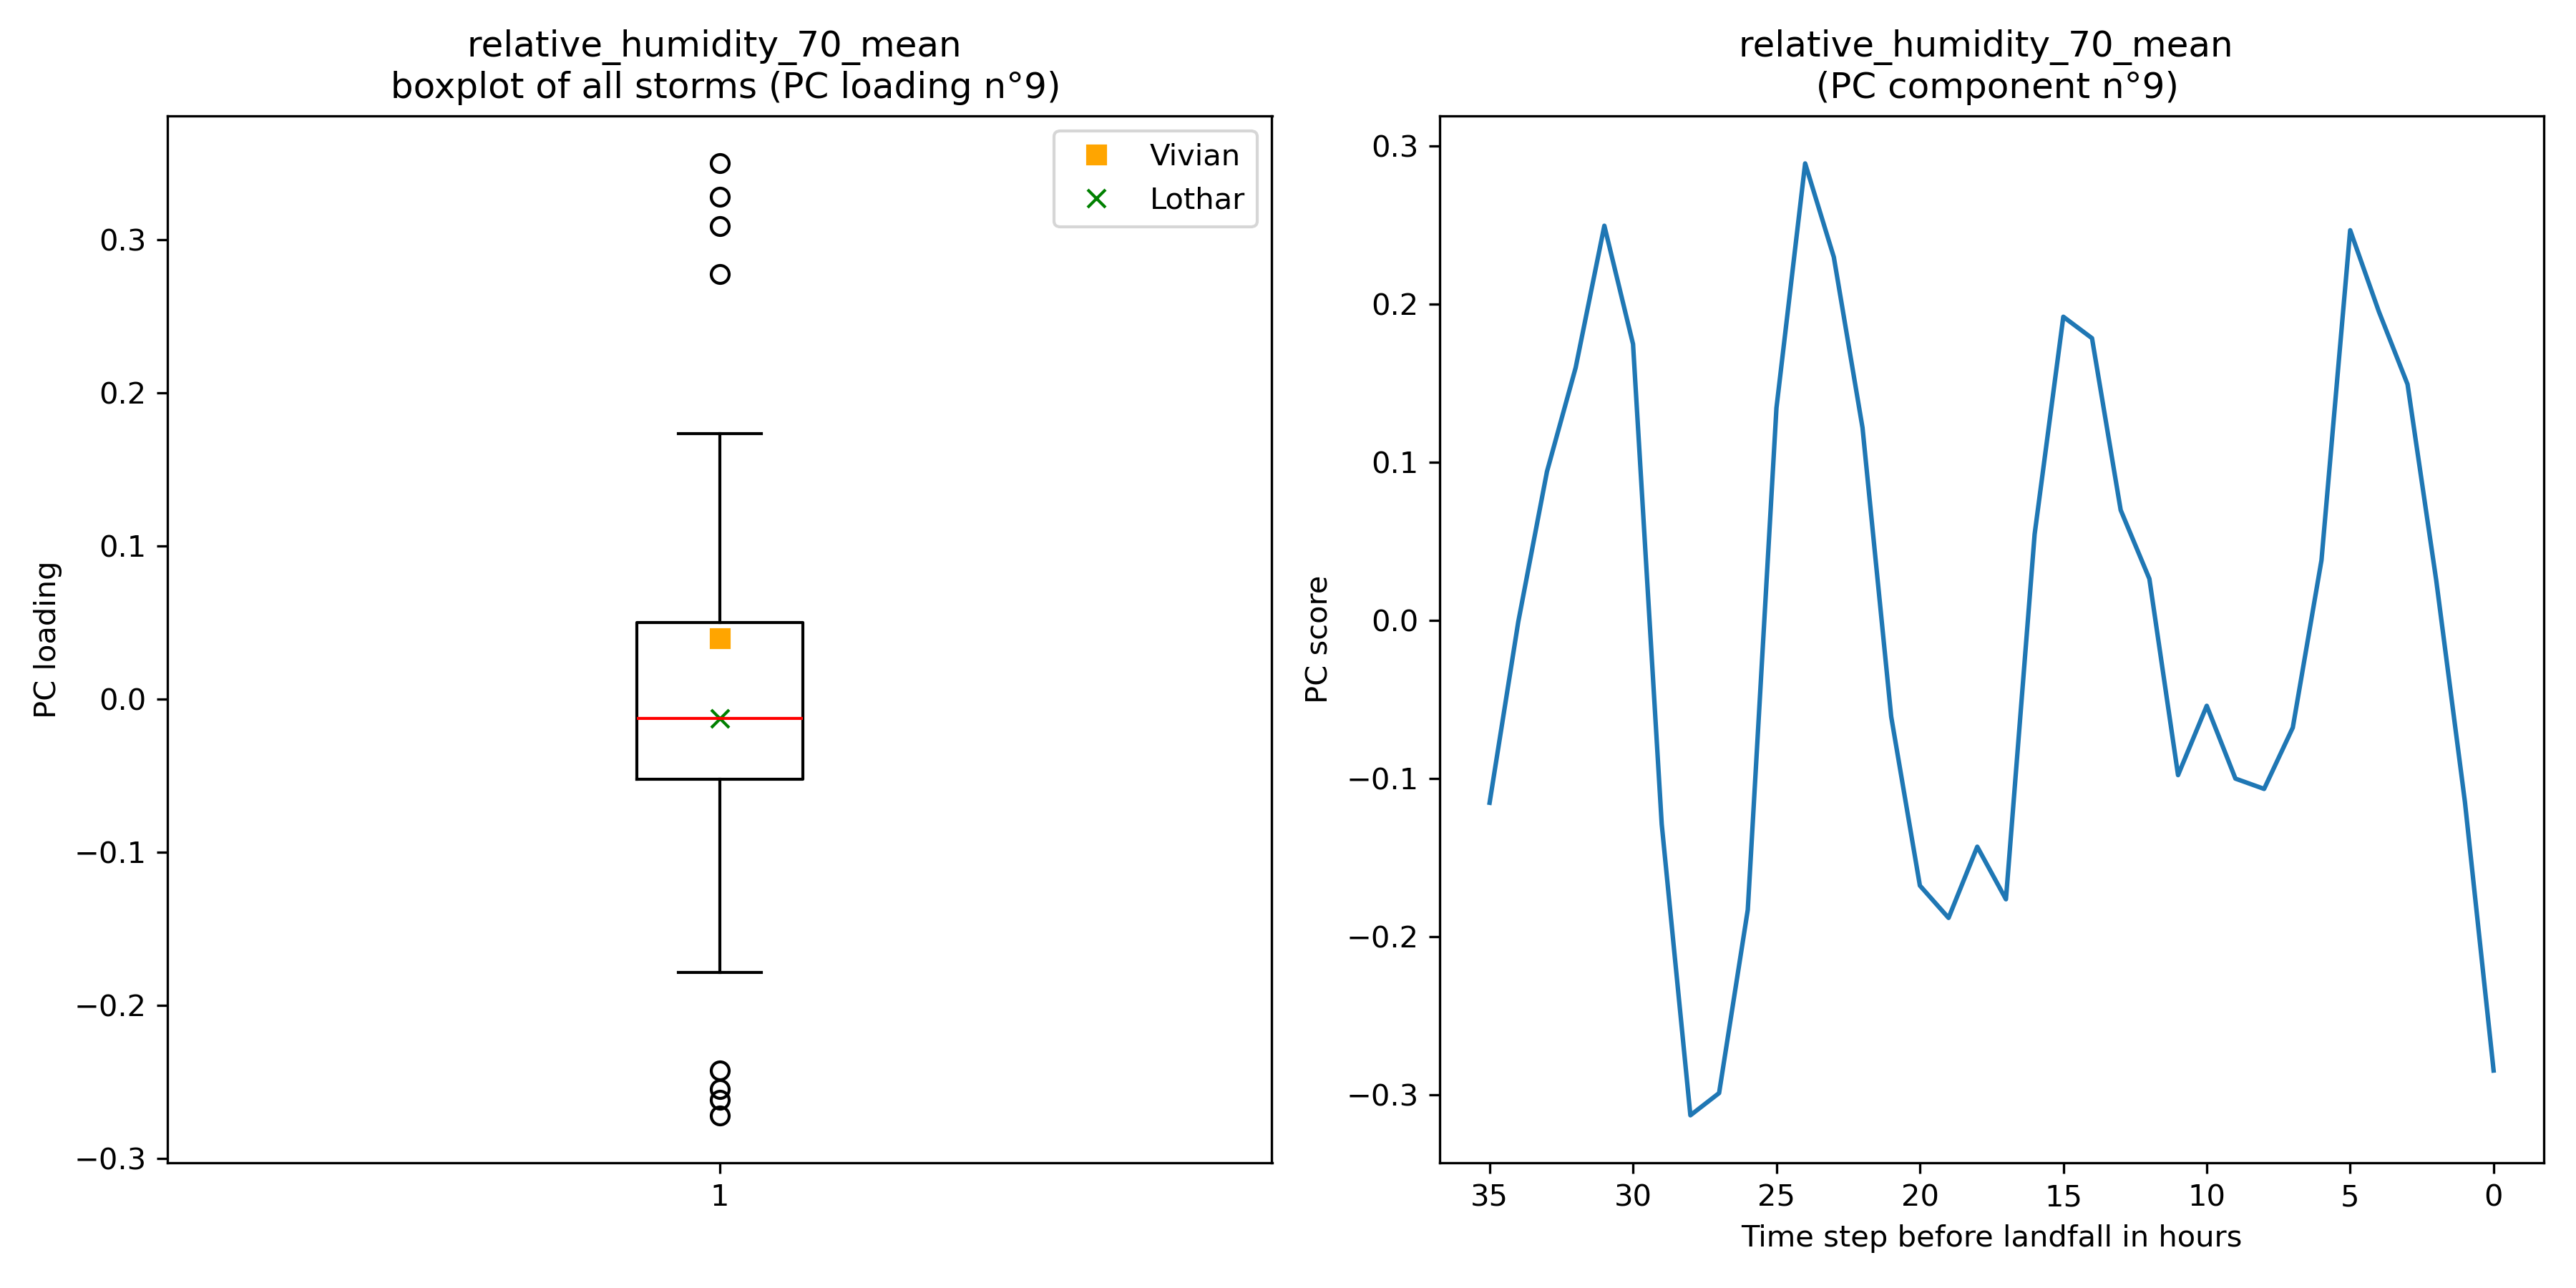 relative_humidity_70_mean
boxplot of all storms (PC loading n°9)
PC loading
0.3
0.2
0.1
0.0
−0.1
−0.2
−0.3
1
Vivian
Lothar
relative_humidity_70_mean
(PC component n°9)
PC score
0.3
0.2
0.1
0.0
−0.1
−0.2
−0.3
35 30 25 20 15 10 5 0
Time step before landfall in hours